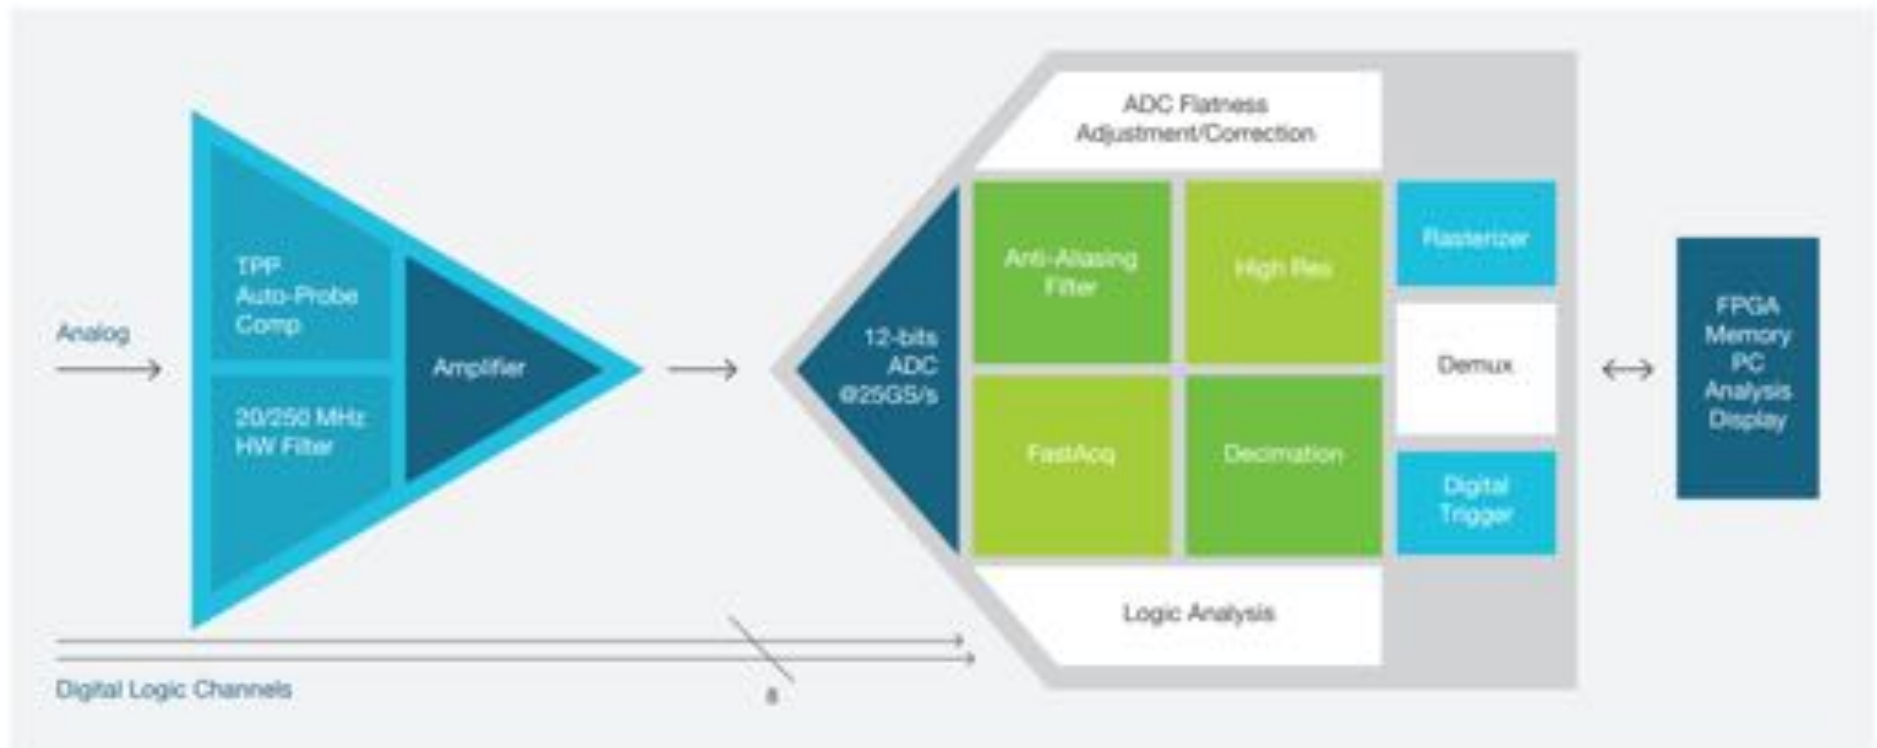 Analog
TPP
Auto-Probe
Comp
20/250 MHz
HW Filter
Amplifier
12-bits
ADC
@25GS/s
ADC Flatness
Adjustment/Correction
Anti-Aliasing
Filter
High Res
FastAcq
Decimation
Logic Analysis
Rasterizer
Demux
Digital
Trigger
FPGA
Memory
PC
Analysis
Display
Digital Logic Channels
8